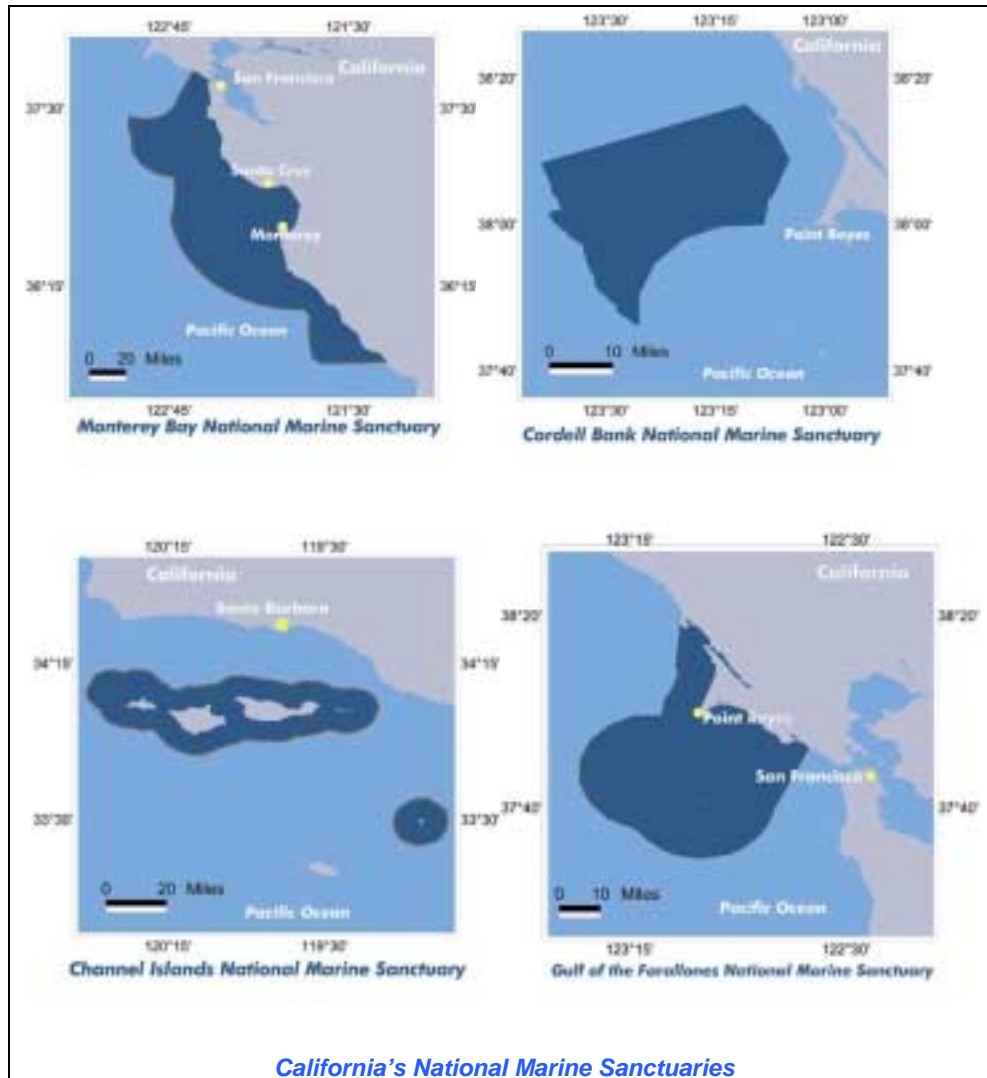 122°45' 121°30'
California
San Francisco
37°30' 37°30'
Santa Cruz
Monterey
36°15' 36°15'
Pacific Ocean
0 20 Miles
122°45' 121°30'
Monterey Bay National Marine Sanctuary
123°30' 123°15' 123°00'
California
38°20' 38°20'
38°00' 38°00'
Point Reyes
0 10 Miles
37°40' 37°40'
Pacific Ocean
123°30' 123°15' 123°00'
Cordell Bank National Marine Sanctuary
120°15' 119°30'
California
Santa Barbara
34°15' 34°15'
33°30' 33°30'
0 20 Miles
Pacific Ocean
120°15' 119°30'
Channel Islands National Marine Sanctuary
123°15' 122°30'
California
38°20' 38°20'
Point Reyes
San Francisco
37°40' 37°40'
0 10 Miles
Pacific Ocean
123°15' 122°30'
Gulf of the Farallones National Marine Sanctuary
California's National Marine Sanctuaries